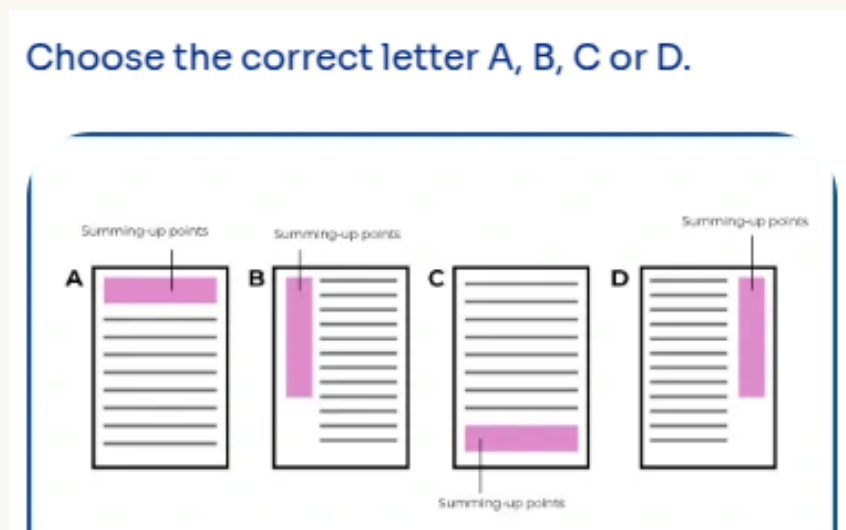 Choose the correct letter A, B, C or D.
Summing-up points
Summing-up points
Summing-up points
A
B
C
D
Summing-up points